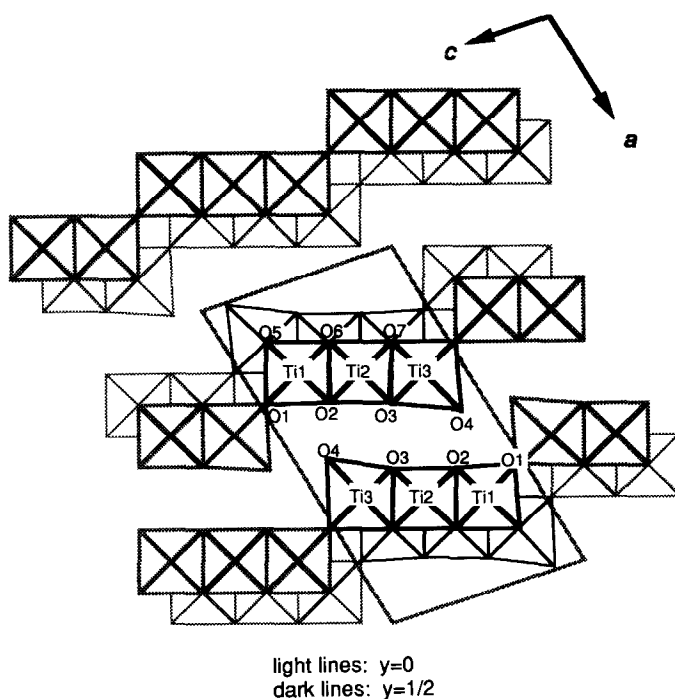 c
a
O5 O6 O7
Ti1 Ti2 Ti3
O1 O2 O3 O4
O4 O3 O2 O1
Ti3 Ti2 Ti1
light lines: y=0
dark lines: y=1/2